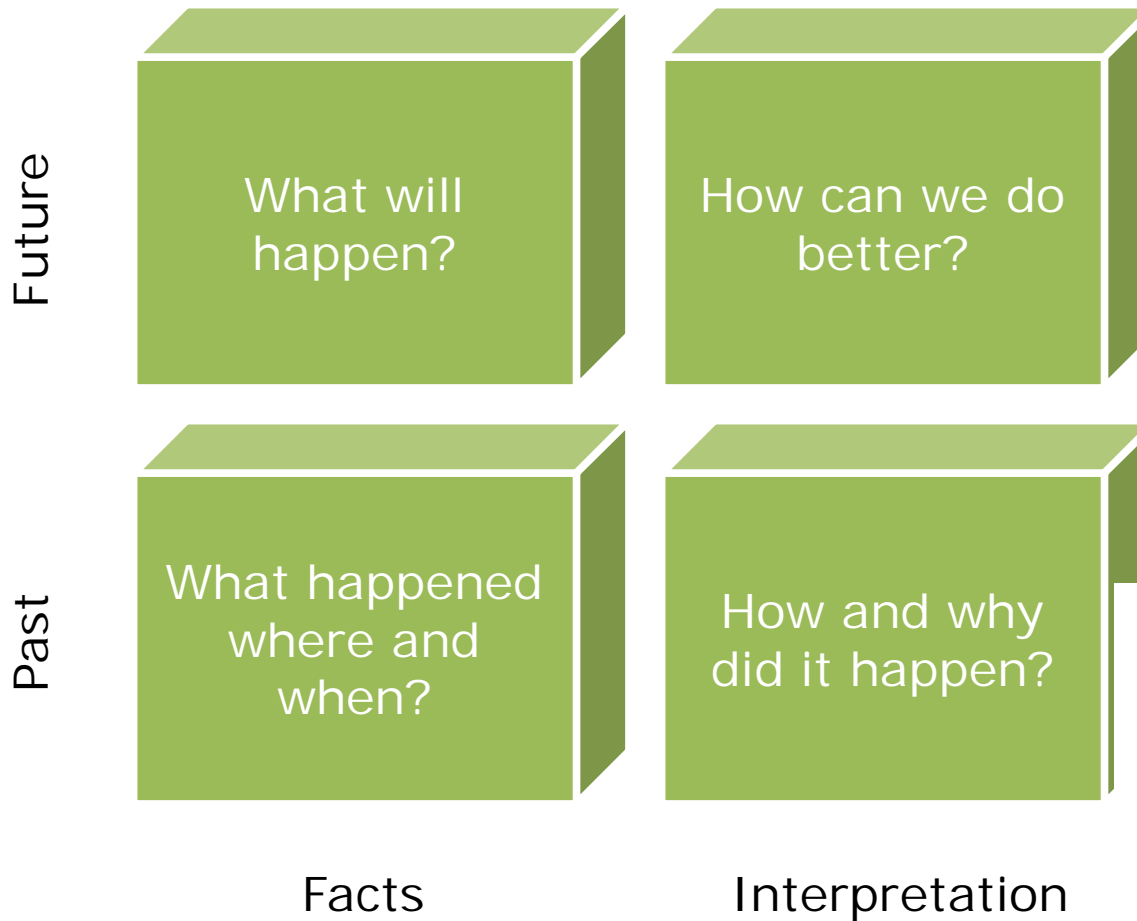 Future
What will
happen?
How can we do
better?
Past
What happened
where and
when?
How and why
did it happen?
Facts
Interpretation